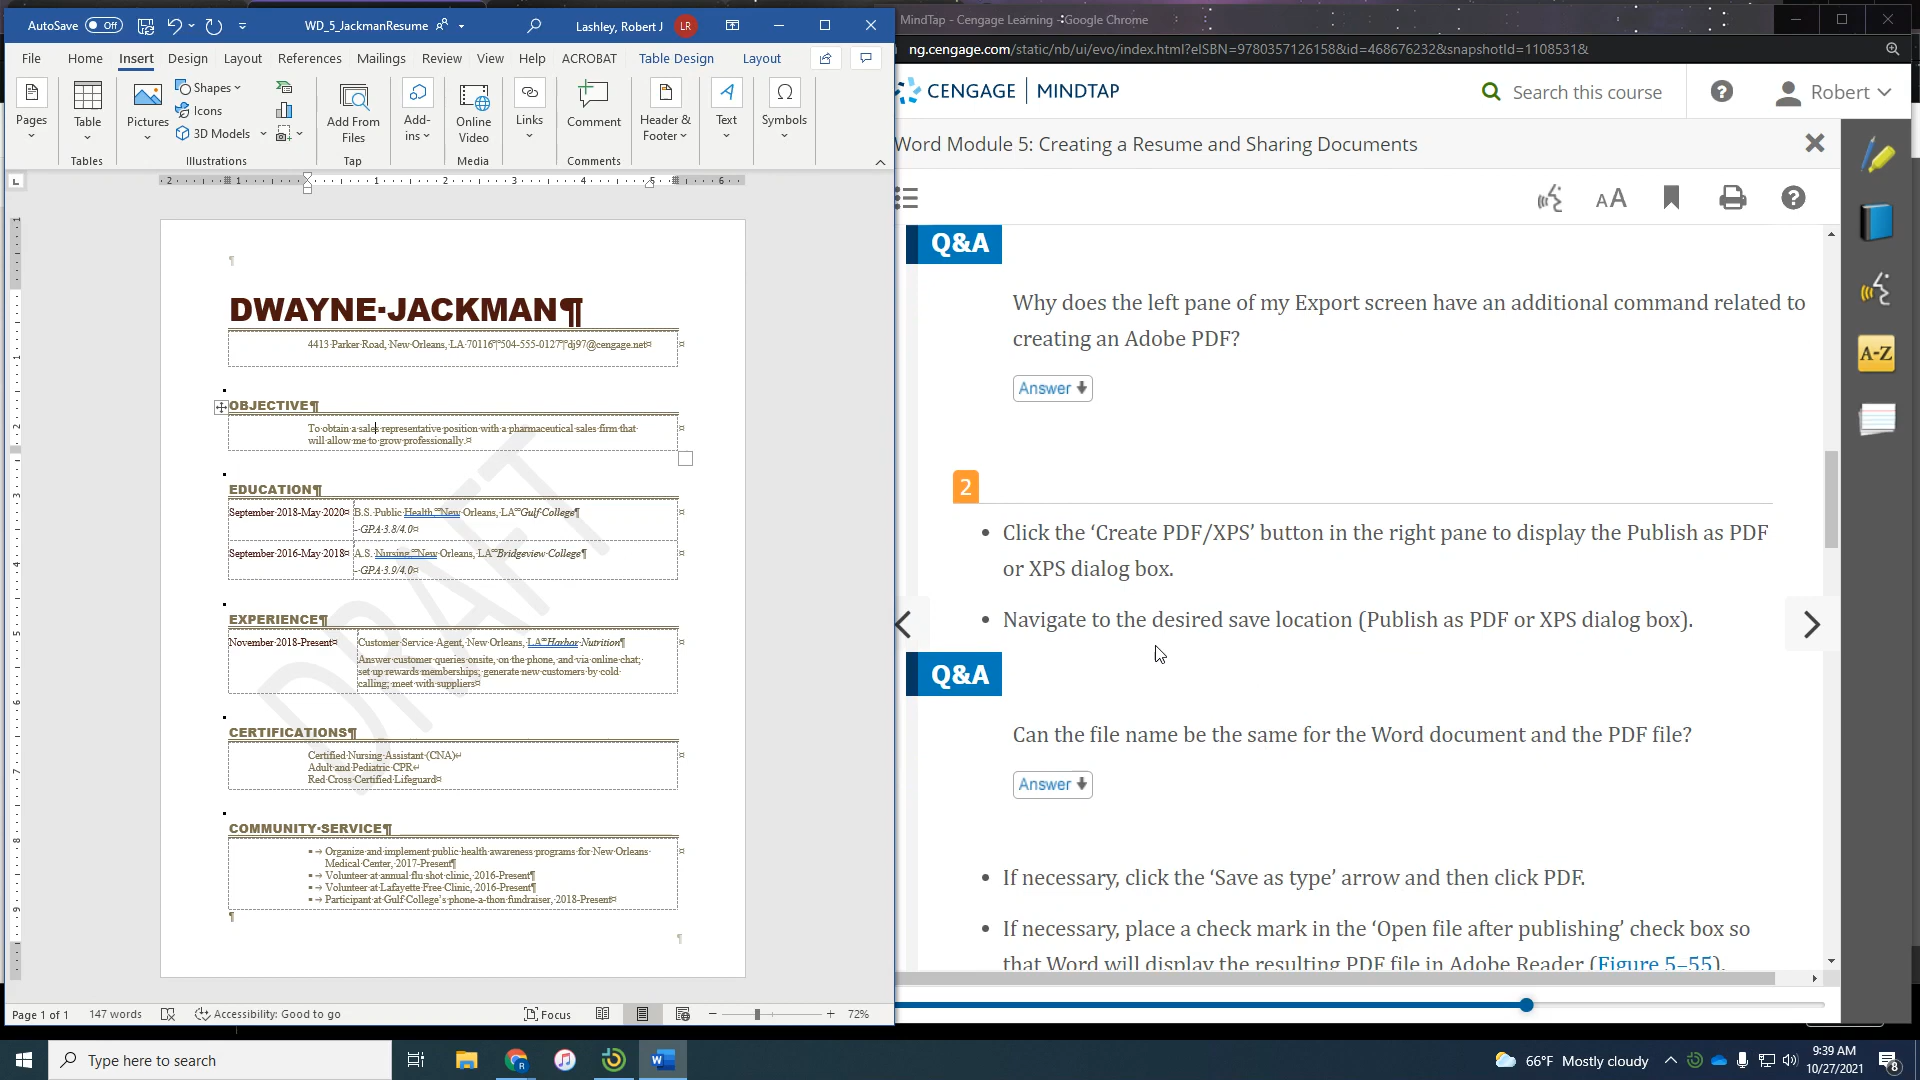 AutoSave Off
WD_5_JackmanResume
Lashley, Robert J LR
File Home Insert Design Layout References Mailings Review View Help ACROBAT Table Design Layout
Pages
Table
Pictures
Shapes
Icons
3D Models
Add From Files
Add-ins
Online Video
Links
Comment
Header & Footer
Text
Symbols
Tables Illustrations Tap Media Comments
DWAYNE·JACKMAN¶
4413·Parker·Road,·New·Orleans,·LA·70116°|°504-555-0127°|°dj97@cengage.net¤
OBJECTIVE¶
To·obtain·a·sales·representative·position·with·a·pharmaceutical·sales·firm·that·
will·allow·me·to·grow·professionally.¤
EDUCATION¶
September·2018-May·2020¤ B.S.·Public·Health,°°New·Orleans,·LA°°Gulf·College¶
-·GPA·3.8/4.0¤
September·2016-May·2018¤ A.S.·Nursing,°°New·Orleans,·LA°°Bridgeview·College¶
-·GPA·3.9/4.0¤
EXPERIENCE¶
November·2018-Present¤ Customer·Service·Agent,·New·Orleans,·LA°°Harbor·Nutrition¶
Answer·customer·queries·onsite,·on·the·phone,·and·via·online·chat;·
set·up·rewards·memberships;·generate·new·customers·by·cold·
calling;·meet·with·suppliers¤
CERTIFICATIONS¶
Certified·Nursing·Assistant·(CNA)↵
Adult·and·Pediatric·CPR↵
Red·Cross·Certified·Lifeguard¤
COMMUNITY·SERVICE¶
▪→Organize·and·implement·public·health·awareness·programs·for·New·Orleans·
Medical·Center,·2017-Present¶
▪→Volunteer·at·annual·flu·shot·clinic,·2016-Present¶
▪→Volunteer·at·Lafayette·Free·Clinic,·2016-Present¶
▪→Participant·at·Gulf·College's·phone-a-thon·fundraiser,·2018-Present¤
DRAFT
Page 1 of 1 147 words Accessibility: Good to go Focus 72%
MindTap - Cengage Learning - Google Chrome
ng.cengage.com/static/nb/ui/evo/index.html?eISBN=9780357126158&id=468676232&snapshotId=1108531&
CENGAGE | MINDTAP
Search this course
Robert
Word Module 5: Creating a Resume and Sharing Documents
AA
Q&A
Why does the left pane of my Export screen have an additional command related to
creating an Adobe PDF?
Answer
2
• Click the ‘Create PDF/XPS’ button in the right pane to display the Publish as PDF
or XPS dialog box.
• Navigate to the desired save location (Publish as PDF or XPS dialog box).
Q&A
Can the file name be the same for the Word document and the PDF file?
Answer
• If necessary, click the ‘Save as type’ arrow and then click PDF.
• If necessary, place a check mark in the ‘Open file after publishing’ check box so
that Word will display the resulting PDF file in Adobe Reader (Figure 5–55).
A-Z
Type here to search
66°F Mostly cloudy
9:39 AM
10/27/2021
8